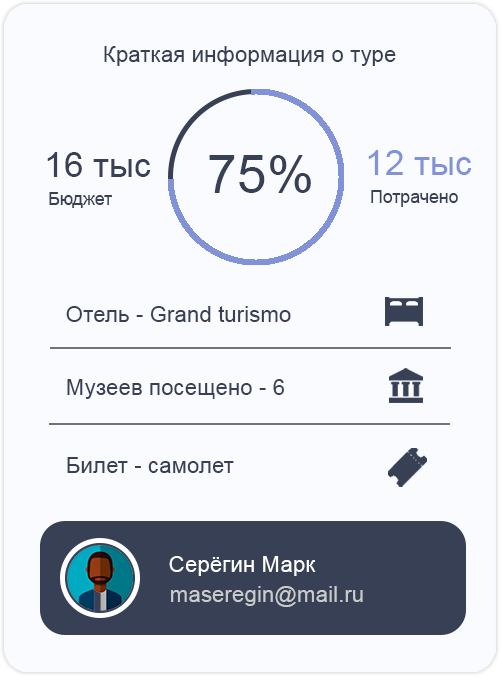 Краткая информация о туре
16 тыс
Бюджет
75%
12 тыс
Потрачено
Отель - Grand turismo
Музеев посещено - 6
Билет - самолет
Серёгин Марк
maseregin@mail.ru